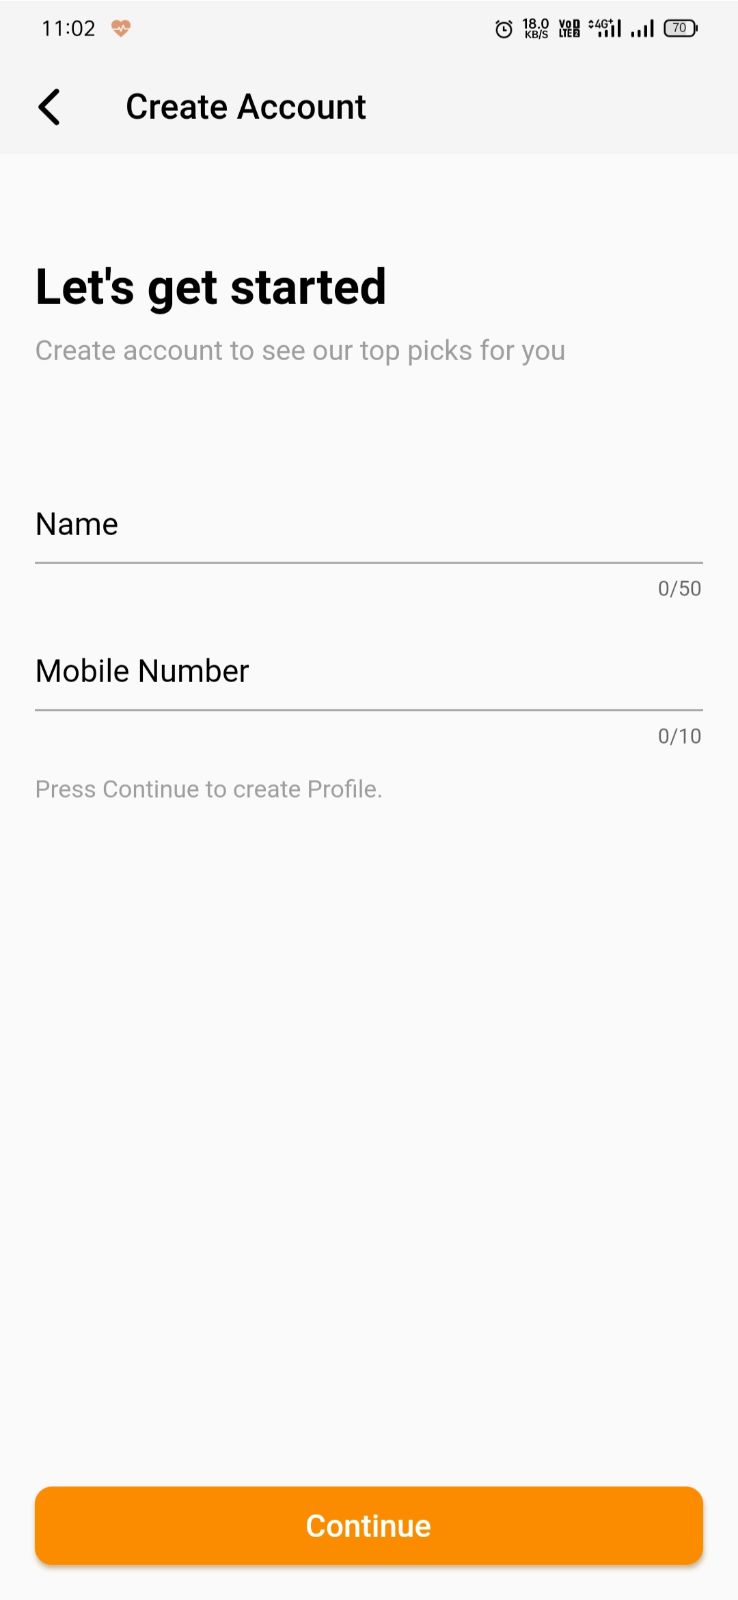 11:02
18.0
KB/S
Vo
LTE 2
4G+
70
Create Account
Let's get started
Create account to see our top picks for you
Name
0/50
Mobile Number
0/10
Press Continue to create Profile.
Continue